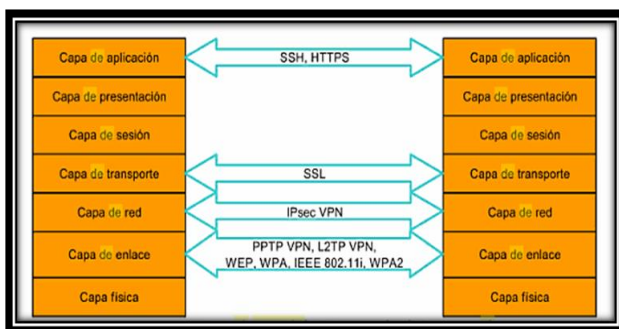 Capa de aplicación
SSH, HTTPS
Capa de aplicación
Capa de presentación
Capa de presentación
Capa de sesión
Capa de sesión
Capa de transporte
SSL
Capa de transporte
Capa de red
IPsec VPN
Capa de red
Capa de enlace
PPTP VPN, L2TP VPN,
WEP, WPA, IEEE 802.11i, WPA2
Capa de enlace
Capa física
Capa física